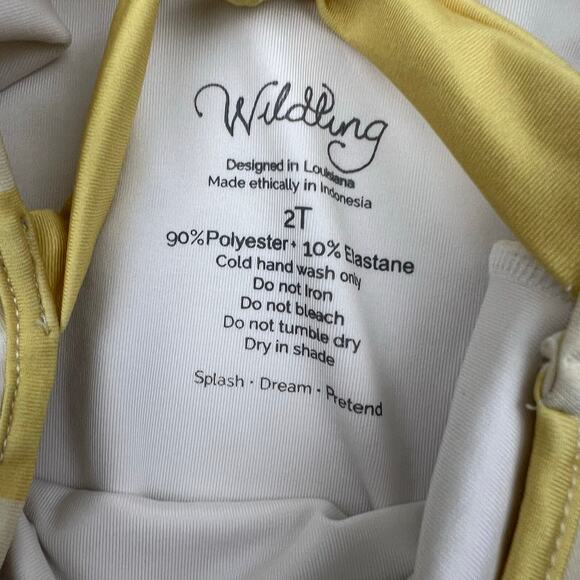 Wildling
Designed in Louisiana
Made ethically in Indonesia
2T
90%Polyester • 10% Elastane
Cold hand wash only
Do not Iron
Do not bleach
Do not tumble dry
Dry in shade
Splash • Dream • Pretend